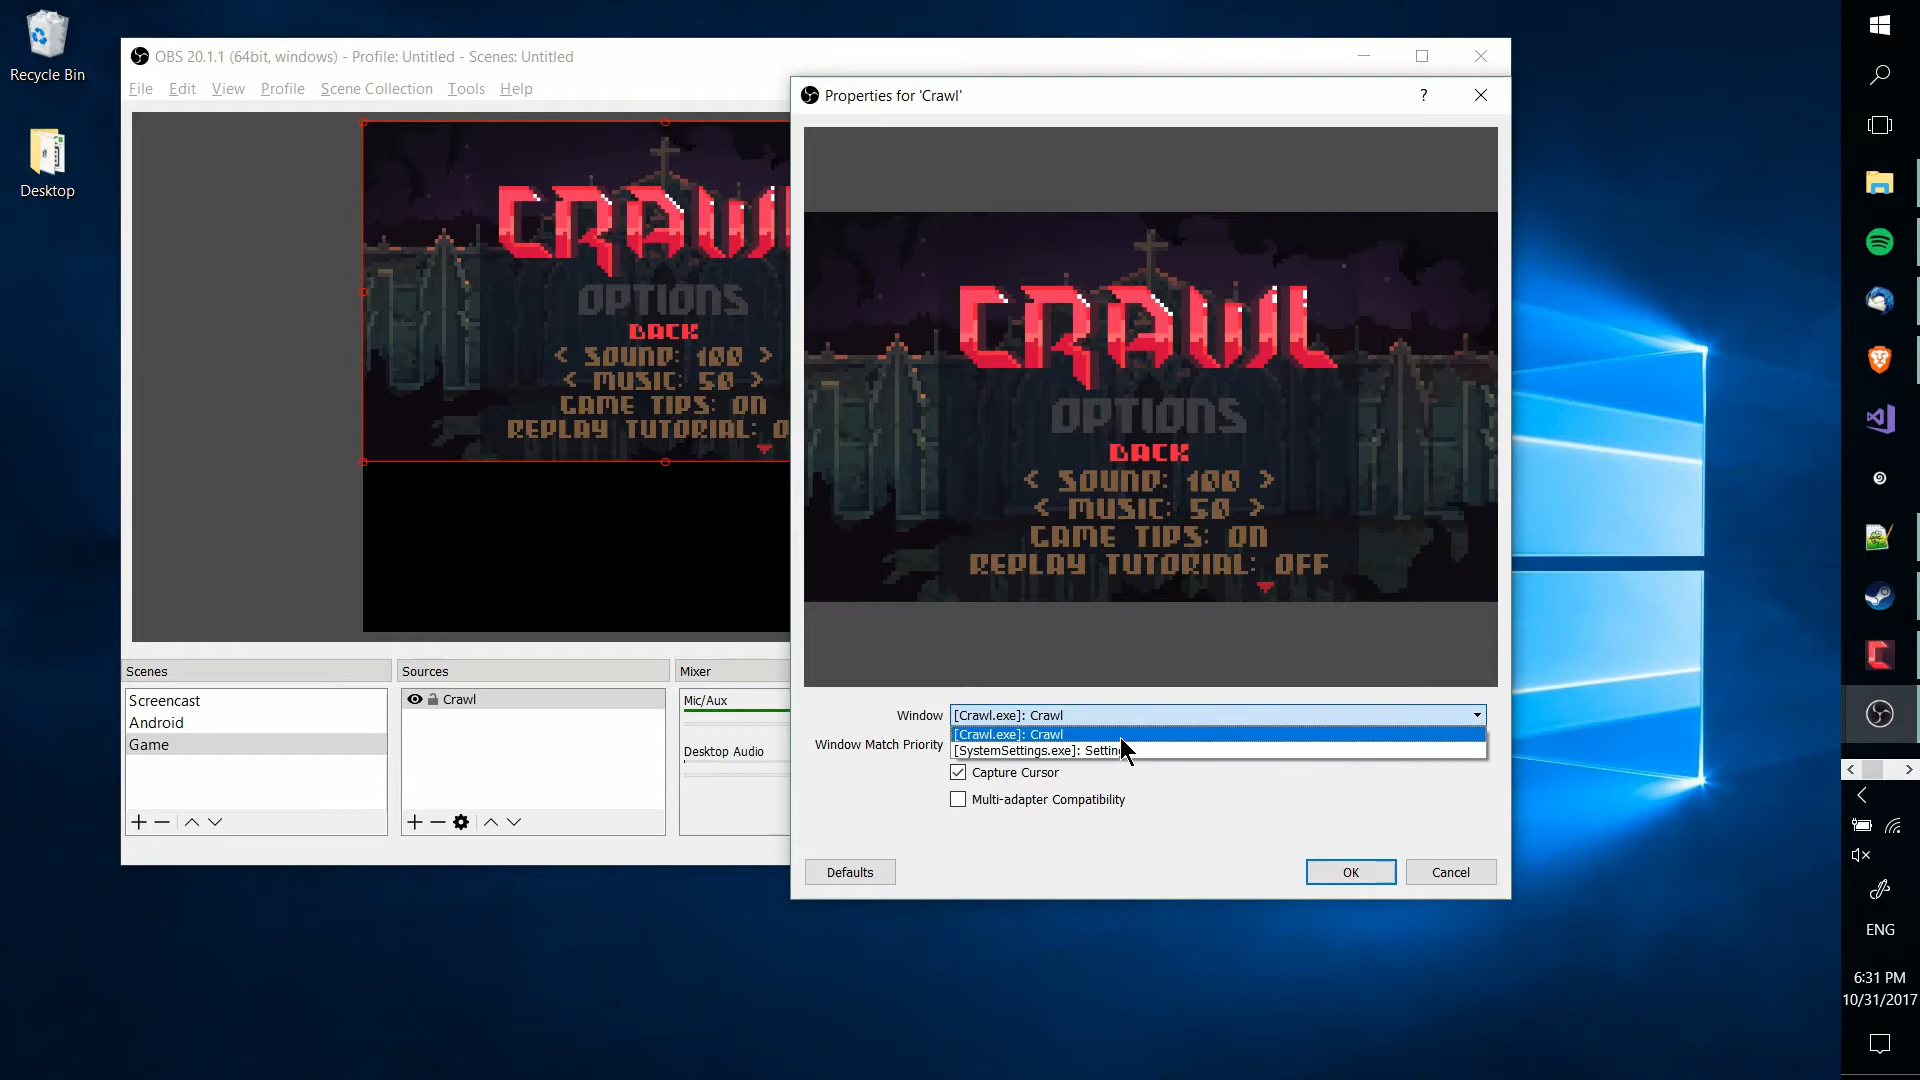 Recycle Bin
Desktop
OBS 20.1.1 (64bit, windows) - Profile: Untitled - Scenes: Untitled
File Edit View Profile Scene Collection Tools Help
CRAWL
OPTIONS
BACK
< SOUND: 100 >
< MUSIC: 50 >
GAME TIPS: ON
REPLAY TUTORIAL: O
Scenes
Screencast
Android
Game
Sources
Crawl
Mixer
Mic/Aux
Desktop Audio
Properties for 'Crawl'
?
CRAWL
OPTIONS
BACK
< SOUND: 100 >
< MUSIC: 50 >
GAME TIPS: ON
REPLAY TUTORIAL: OFF
Window [Crawl.exe]: Crawl
[Crawl.exe]: Crawl
Window Match Priority
[SystemSettings.exe]: Settin
Capture Cursor
Multi-adapter Compatibility
Defaults
OK
Cancel
ENG
6:31 PM
10/31/2017